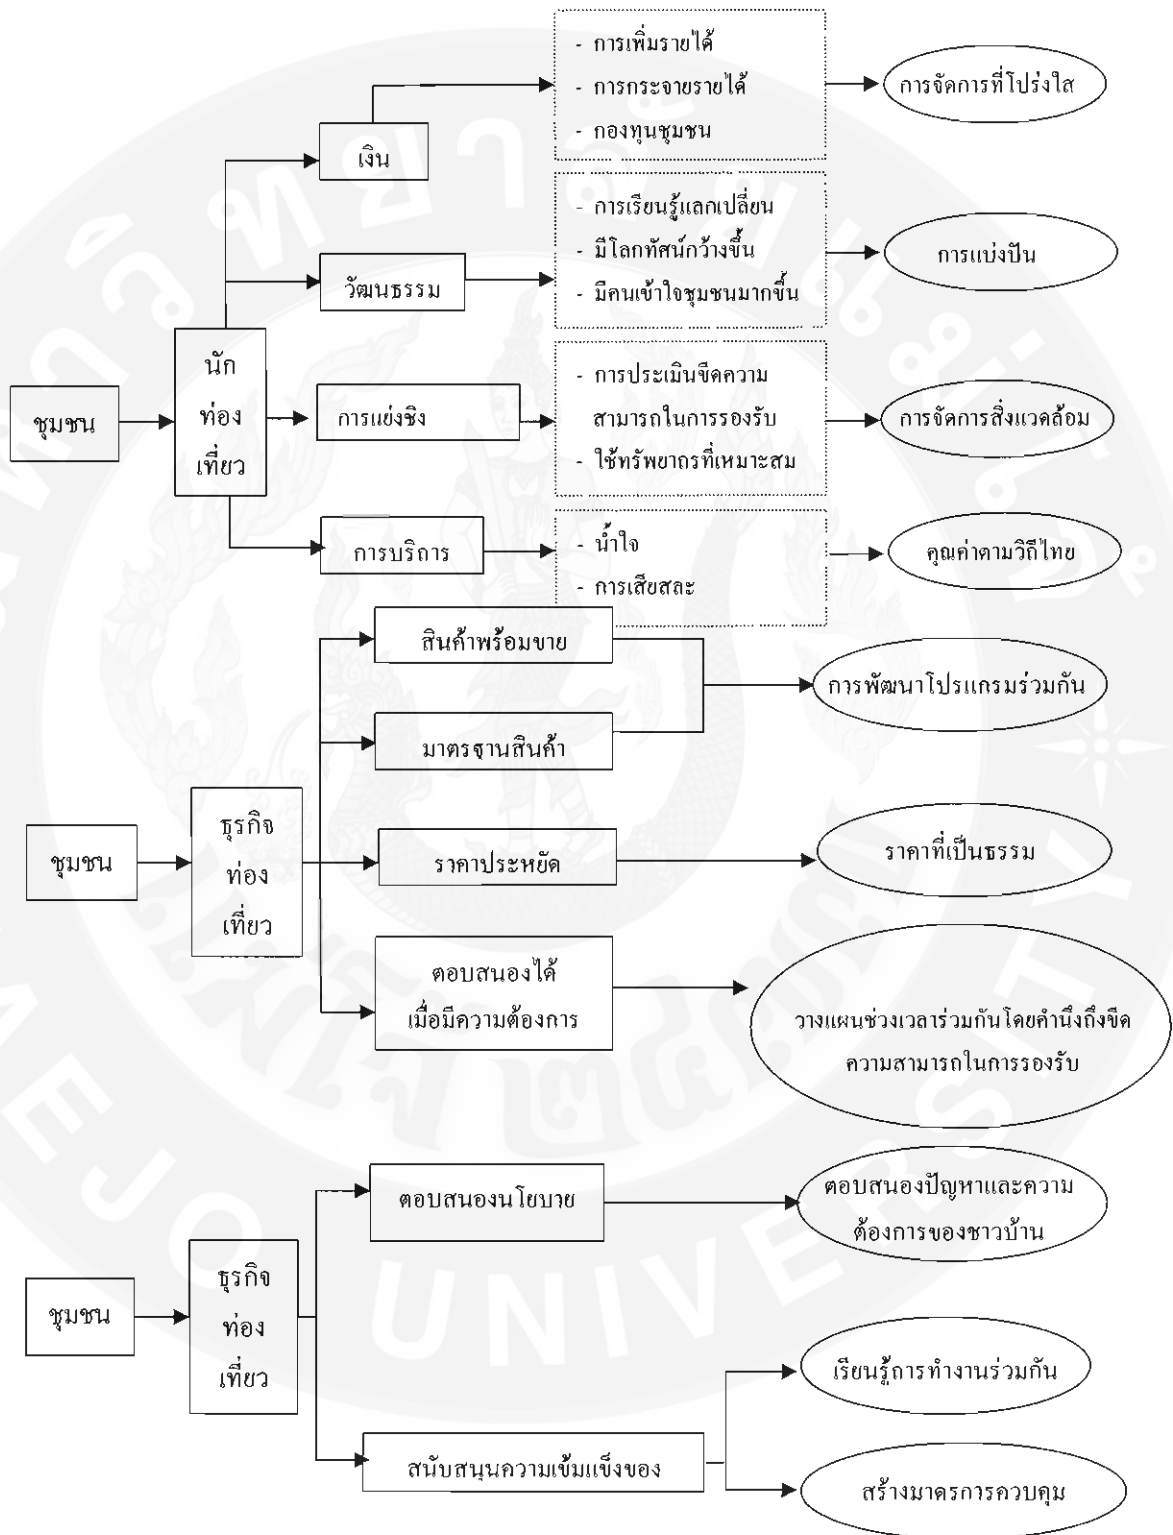 - การเพิ่มรายได้
- การกระจายรายได้
- กองทุนชุมชน
การจัดการที่โปร่งใส
เงิน
- การเรียนรู้แลกเปลี่ยน
- มีโลกทัศน์กว้างขึ้น
- มีคนเข้าใจชุมชนมากขึ้น
การแบ่งปัน
วัฒนธรรม
ชุมชน
นัก
ท่อง
เที่ยว
การแย่งชิง
- การประเมินขีดความ
สามารถในการรองรับ
- ใช้ทรัพยากรที่เหมาะสม
การจัดการสิ่งแวดล้อม
การบริการ
- น้ำใจ
- การเสียสละ
คุณค่าตามวิถีไทย
สินค้าพร้อมขาย
มาตรฐานสินค้า
การพัฒนาโปรแกรมร่วมกัน
ชุมชน
ธุรกิจ
ท่อง
เที่ยว
ราคาประหยัด
ราคาที่เป็นธรรม
ตอบสนองได้
เมื่อมีความต้องการ
วางแผนช่วงเวลาร่วมกันโดยคำนึงถึงขีด
ความสามารถในการรองรับ
ตอบสนองนโยบาย
ตอบสนองปัญหาและความ
ต้องการของชาวบ้าน
ชุมชน
ธุรกิจ
ท่อง
เที่ยว
เรียนรู้การทำงานร่วมกัน
สนับสนุนความเข้มแข็งของ
สร้างมาตรการควบคุม
MAEJO UNIVERSITY